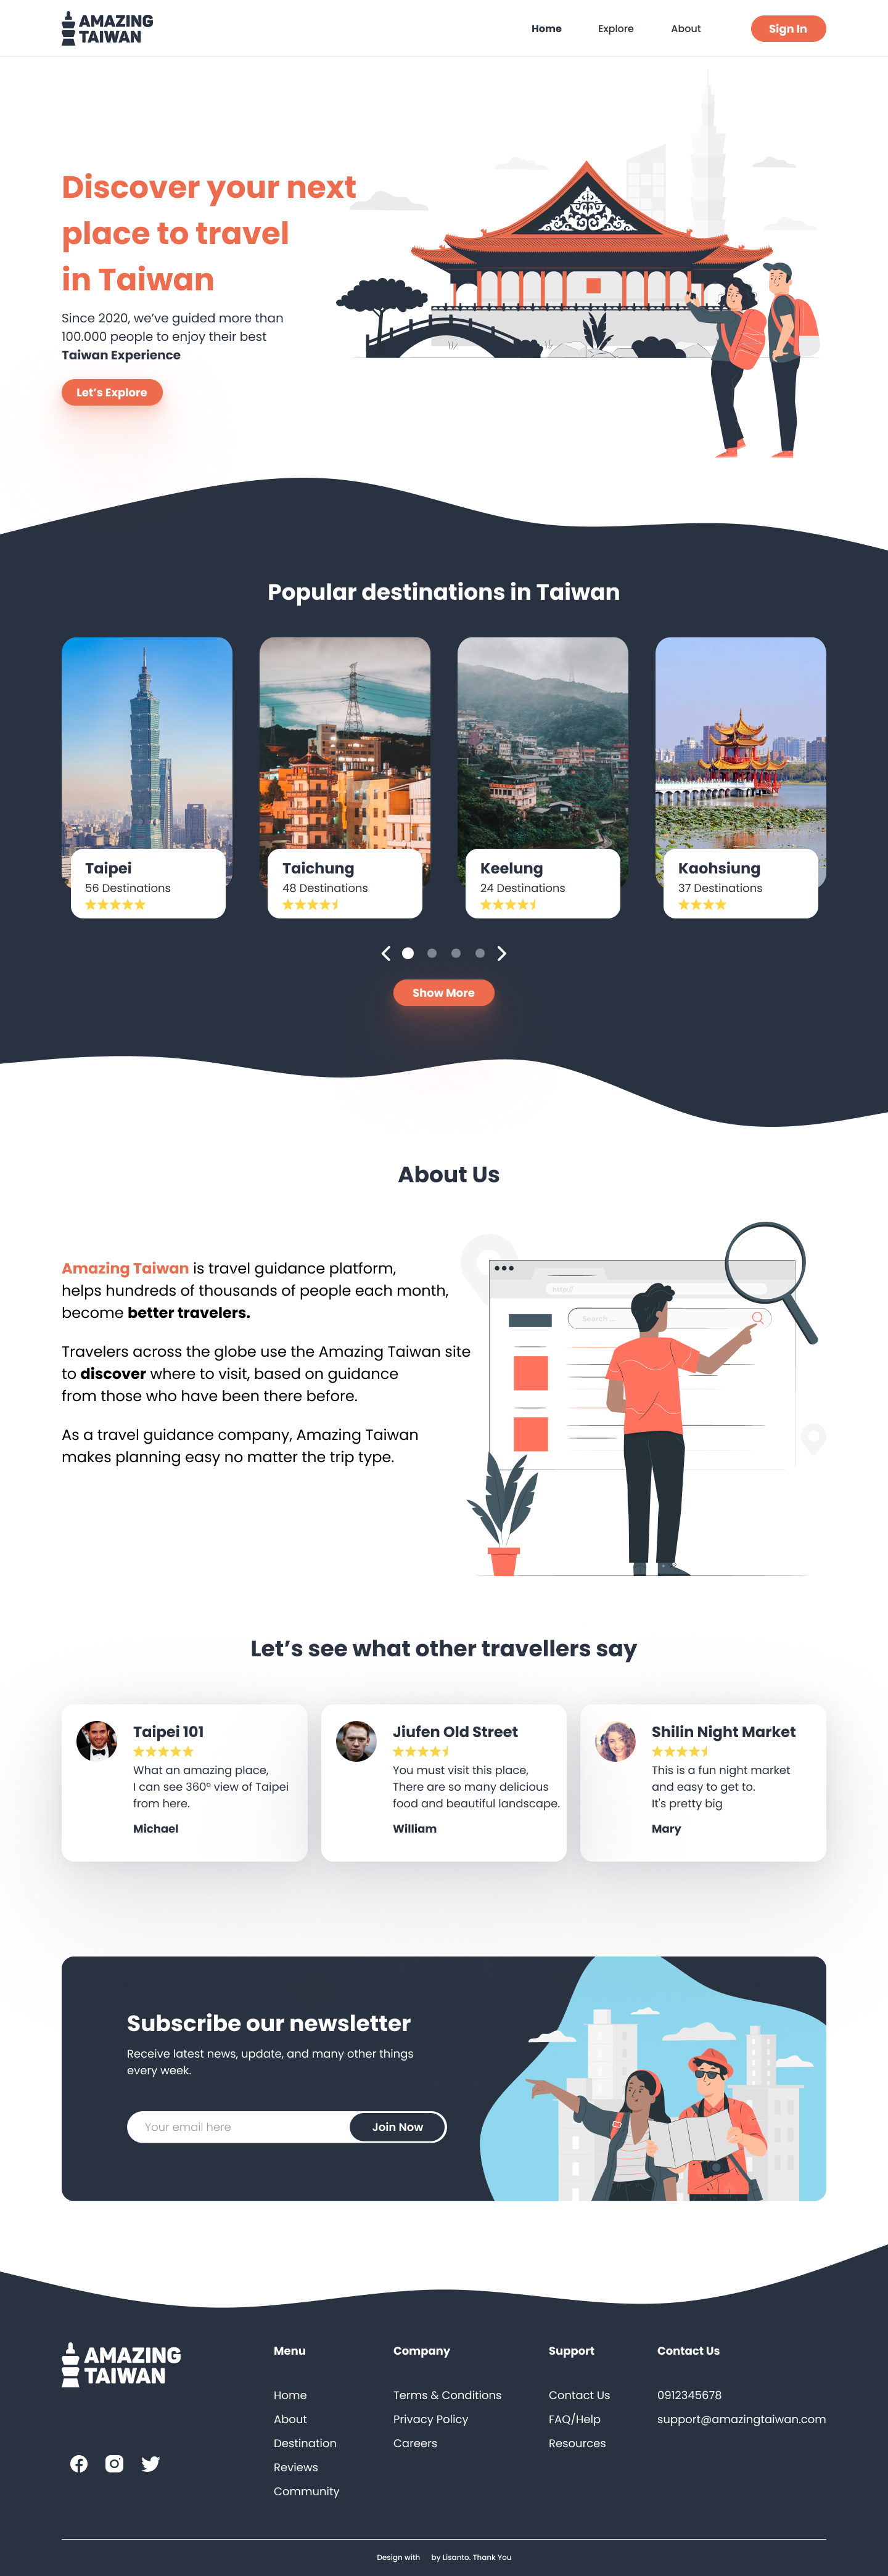 AMAZING
TAIWAN
Home
Explore
About
Sign In
Discover your next
place to travel
in Taiwan
Since 2020, we’ve guided more than
100.000 people to enjoy their best
Taiwan Experience
Let’s Explore
Popular destinations in Taiwan
Taipei
56 Destinations
Taichung
48 Destinations
Keelung
24 Destinations
Kaohsiung
37 Destinations
Show More
About Us
Amazing Taiwan is travel guidance platform,
helps hundreds of thousands of people each month,
become better travelers.
Travelers across the globe use the Amazing Taiwan site
to discover where to visit, based on guidance
from those who have been there before.
As a travel guidance company, Amazing Taiwan
makes planning easy no matter the trip type.
http://
Search ...
Let’s see what other travellers say
Taipei 101
What an amazing place,
I can see 360° view of Taipei
from here.
Michael
Jiufen Old Street
You must visit this place,
There are so many delicious
food and beautiful landscape.
William
Shilin Night Market
This is a fun night market
and easy to get to.
It's pretty big
Mary
Subscribe our newsletter
Receive latest news, update, and many other things
every week.
Your email here
Join Now
AMAZING
TAIWAN
Menu
Home
About
Destination
Reviews
Community
Company
Terms & Conditions
Privacy Policy
Careers
Support
Contact Us
FAQ/Help
Resources
Contact Us
0912345678
support@amazingtaiwan.com
Design with by Lisanto. Thank You